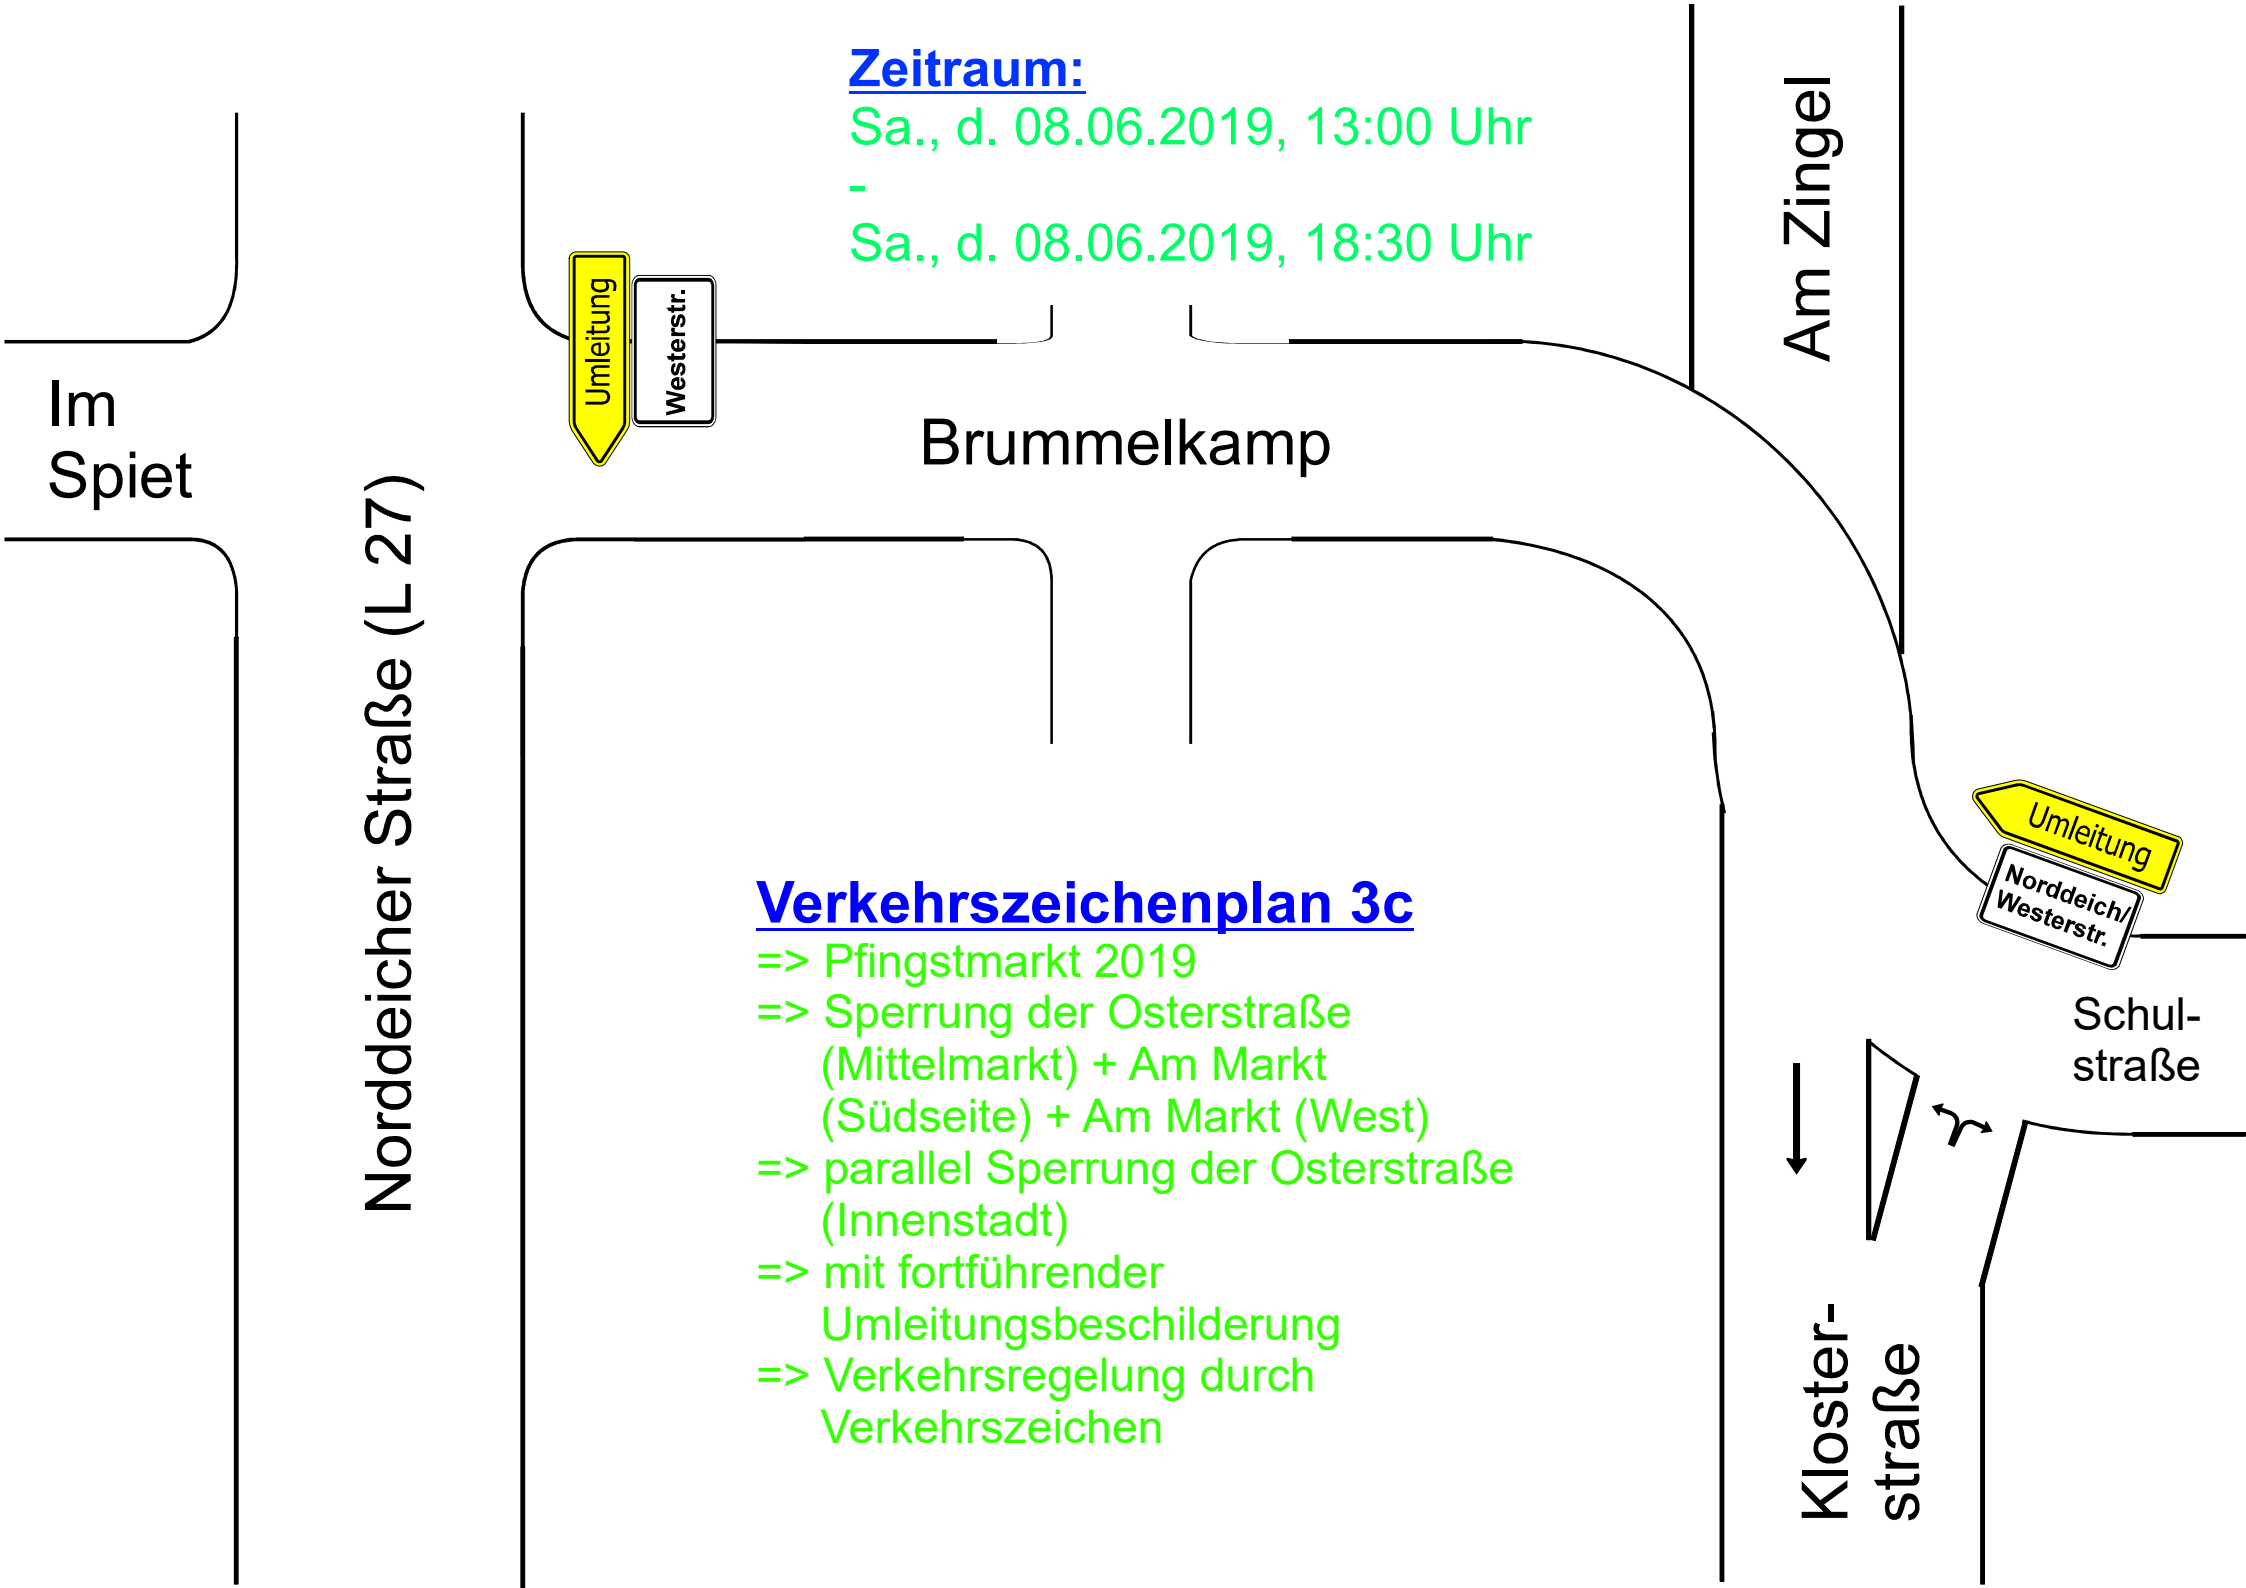 Zeitraum:
Sa., d. 08.06.2019, 13:00 Uhr
-
Sa., d. 08.06.2019, 18:30 Uhr
Am Zingel
Umleitung
Westerstr.
Im
Spiet
Brummelkamp
Norddeicher Straße (L 27)
Umleitung
Norddeich/
Westerstr.
Verkehrszeichenplan 3c
=> Pfingstmarkt 2019
=> Sperrung der Osterstraße
(Mittelmarkt) + Am Markt
(Südseite) + Am Markt (West)
=> parallel Sperrung der Osterstraße
(Innenstadt)
=> mit fortführender
Umleitungsbeschilderung
=> Verkehrsregelung durch
Verkehrszeichen
Schul-
straße
Kloster-
straße